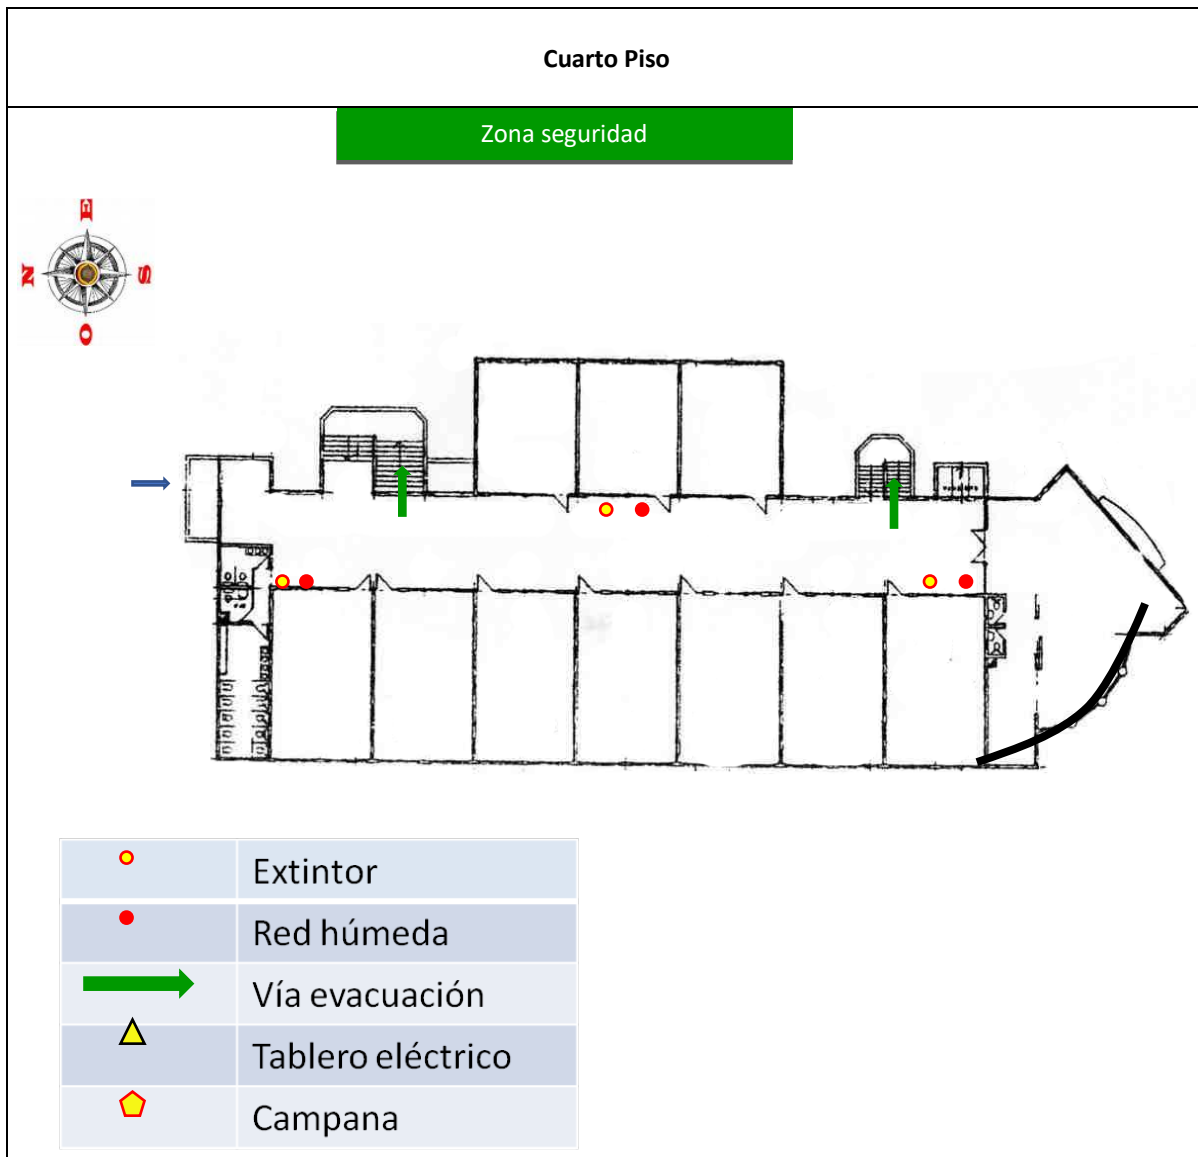 Cuarto Piso
Zona seguridad
E
N
S
O
Extintor
Red húmeda
Vía evacuación
Tablero eléctrico
Campana